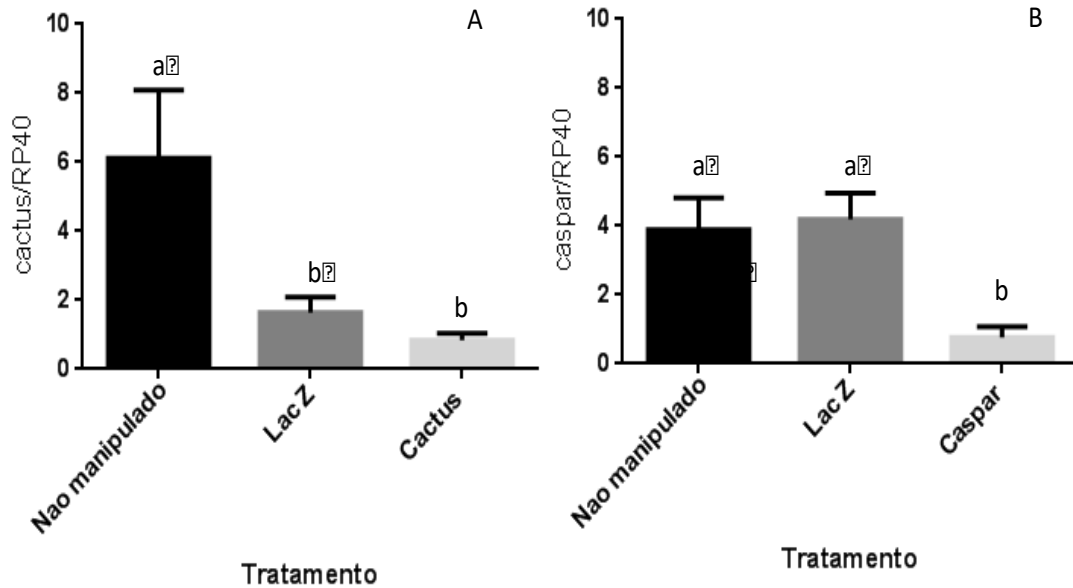 A
cactus/RP40
10
8
6
4
2
0
a
b
b
Nao manipulado
Lac Z
Cactus
Tratamento
B
caspar/RP40
10
8
6
4
2
0
a
a
b
Nao manipulado
Lac Z
Caspar
Tratamento